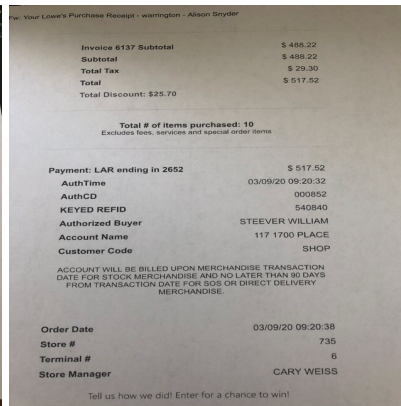 Fw: Your Lowe's Purchase Receipt - warrington - Alison Snyder
Invoice 6137 Subtotal $ 488.22
Subtotal $ 488.22
Total Tax $ 29.30
Total $ 517.52
Total Discount: $25.70
Total # of items purchased: 10
Excludes fees, services and special order items
Payment: LAR ending in 2652 $ 517.52
AuthTime 03/09/20 09:20:32
AuthCD 000852
KEYED REFID 540840
Authorized Buyer STEEVER WILLIAM
Account Name 117 1700 PLACE
Customer Code SHOP
ACCOUNT WILL BE BILLED UPON MERCHANDISE TRANSACTION
DATE FOR STOCK MERCHANDISE AND NO LATER THAN 90 DAYS
FROM TRANSACTION DATE FOR SOS OR DIRECT DELIVERY
MERCHANDISE.
Order Date 03/09/20 09:20:38
Store # 735
Terminal # 6
Store Manager CARY WEISS
Tell us how we did! Enter for a chance to win!